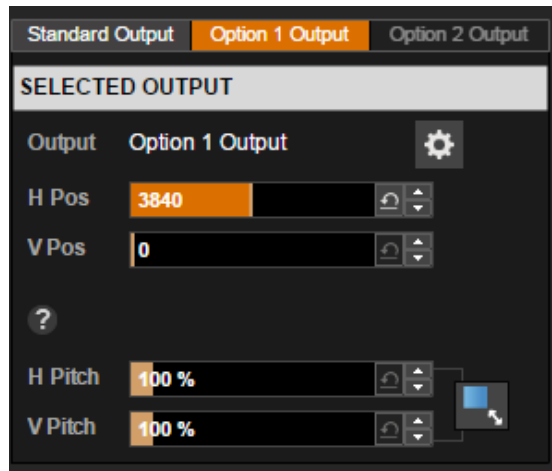 Standard Output Option 1 Output Option 2 Output
SELECTED OUTPUT
Output Option 1 Output
H Pos 3840
V Pos 0
?
H Pitch 100 %
V Pitch 100 %